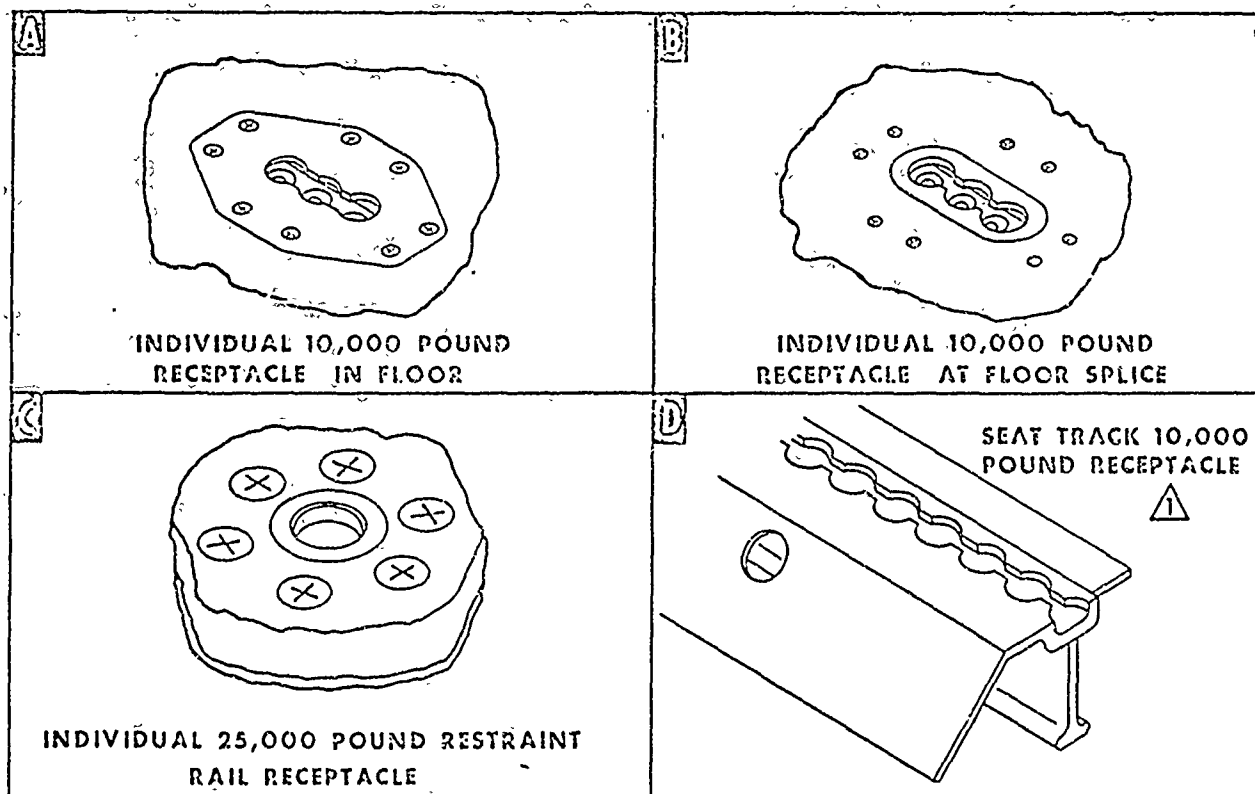 A
INDIVIDUAL 10,000 POUND
RECEPTACLE IN FLOOR
B
INDIVIDUAL 10,000 POUND
RECEPTACLE AT FLOOR SPLICE
C
INDIVIDUAL 25,000 POUND RESTRAINT
RAIL RECEPTACLE
D
SEAT TRACK 10,000
POUND RECEPTACLE
1